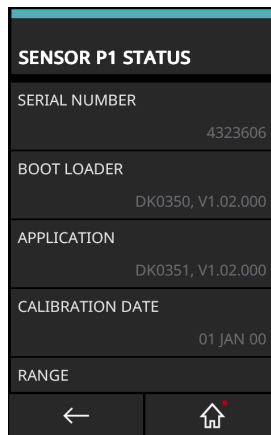 SENSOR P1 STATUS
SERIAL NUMBER
4323606
BOOT LOADER
DK0350, V1.02.000
APPLICATION
DK0351, V1.02.000
CALIBRATION DATE
01 JAN 00
RANGE